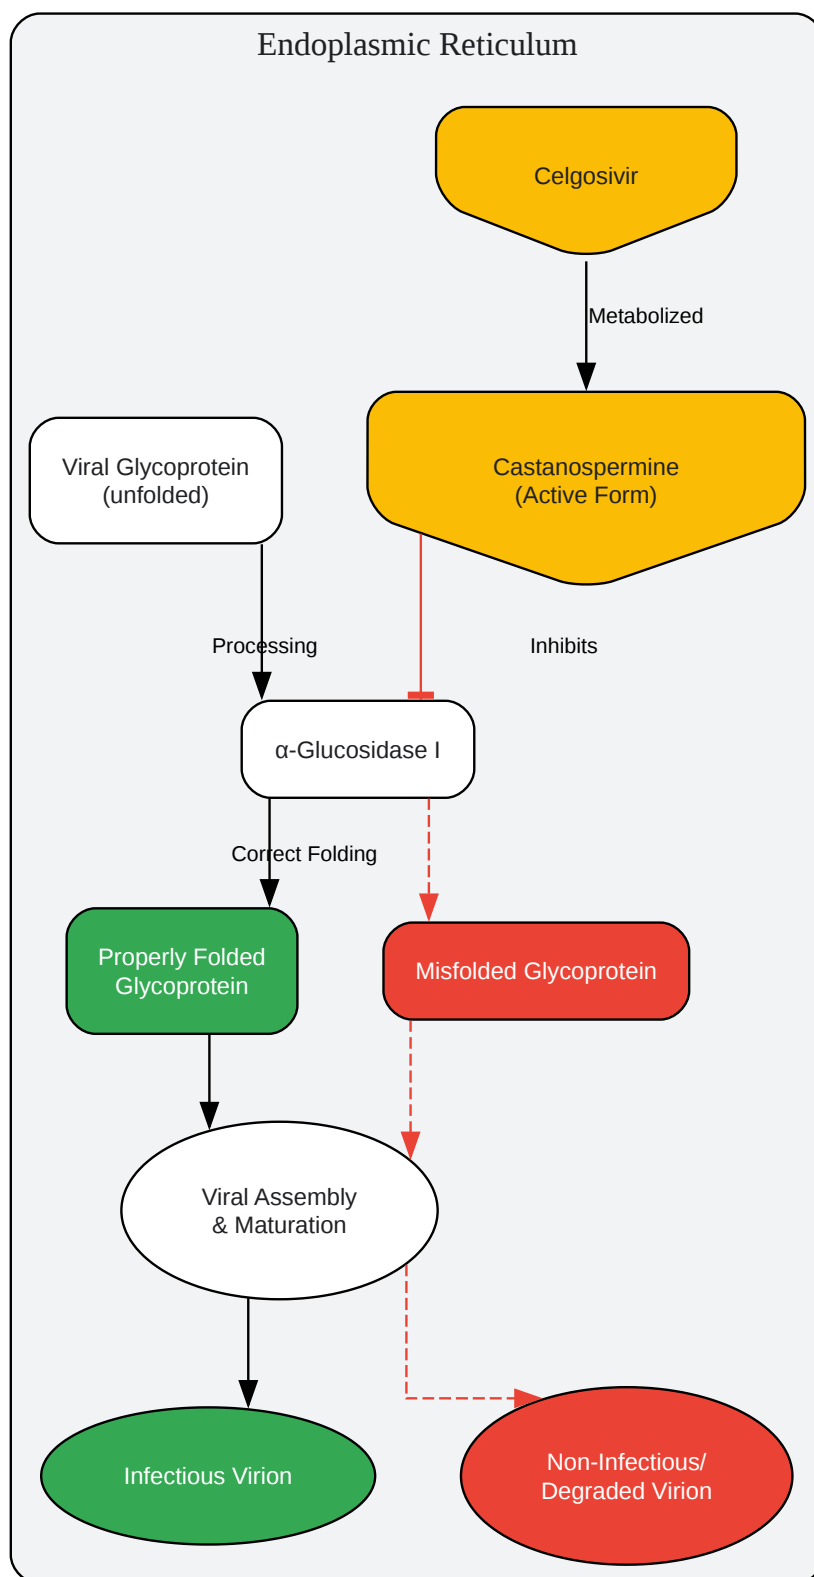 Endoplasmic Reticulum
Celgosivir
Metabolized
Viral Glycoprotein
(unfolded)
Castanospermine
(Active Form)
Processing
Inhibits
α-Glucosidase I
Correct Folding
Properly Folded
Glycoprotein
Misfolded Glycoprotein
Viral Assembly
& Maturation
Infectious Virion
Non-Infectious/
Degraded Virion